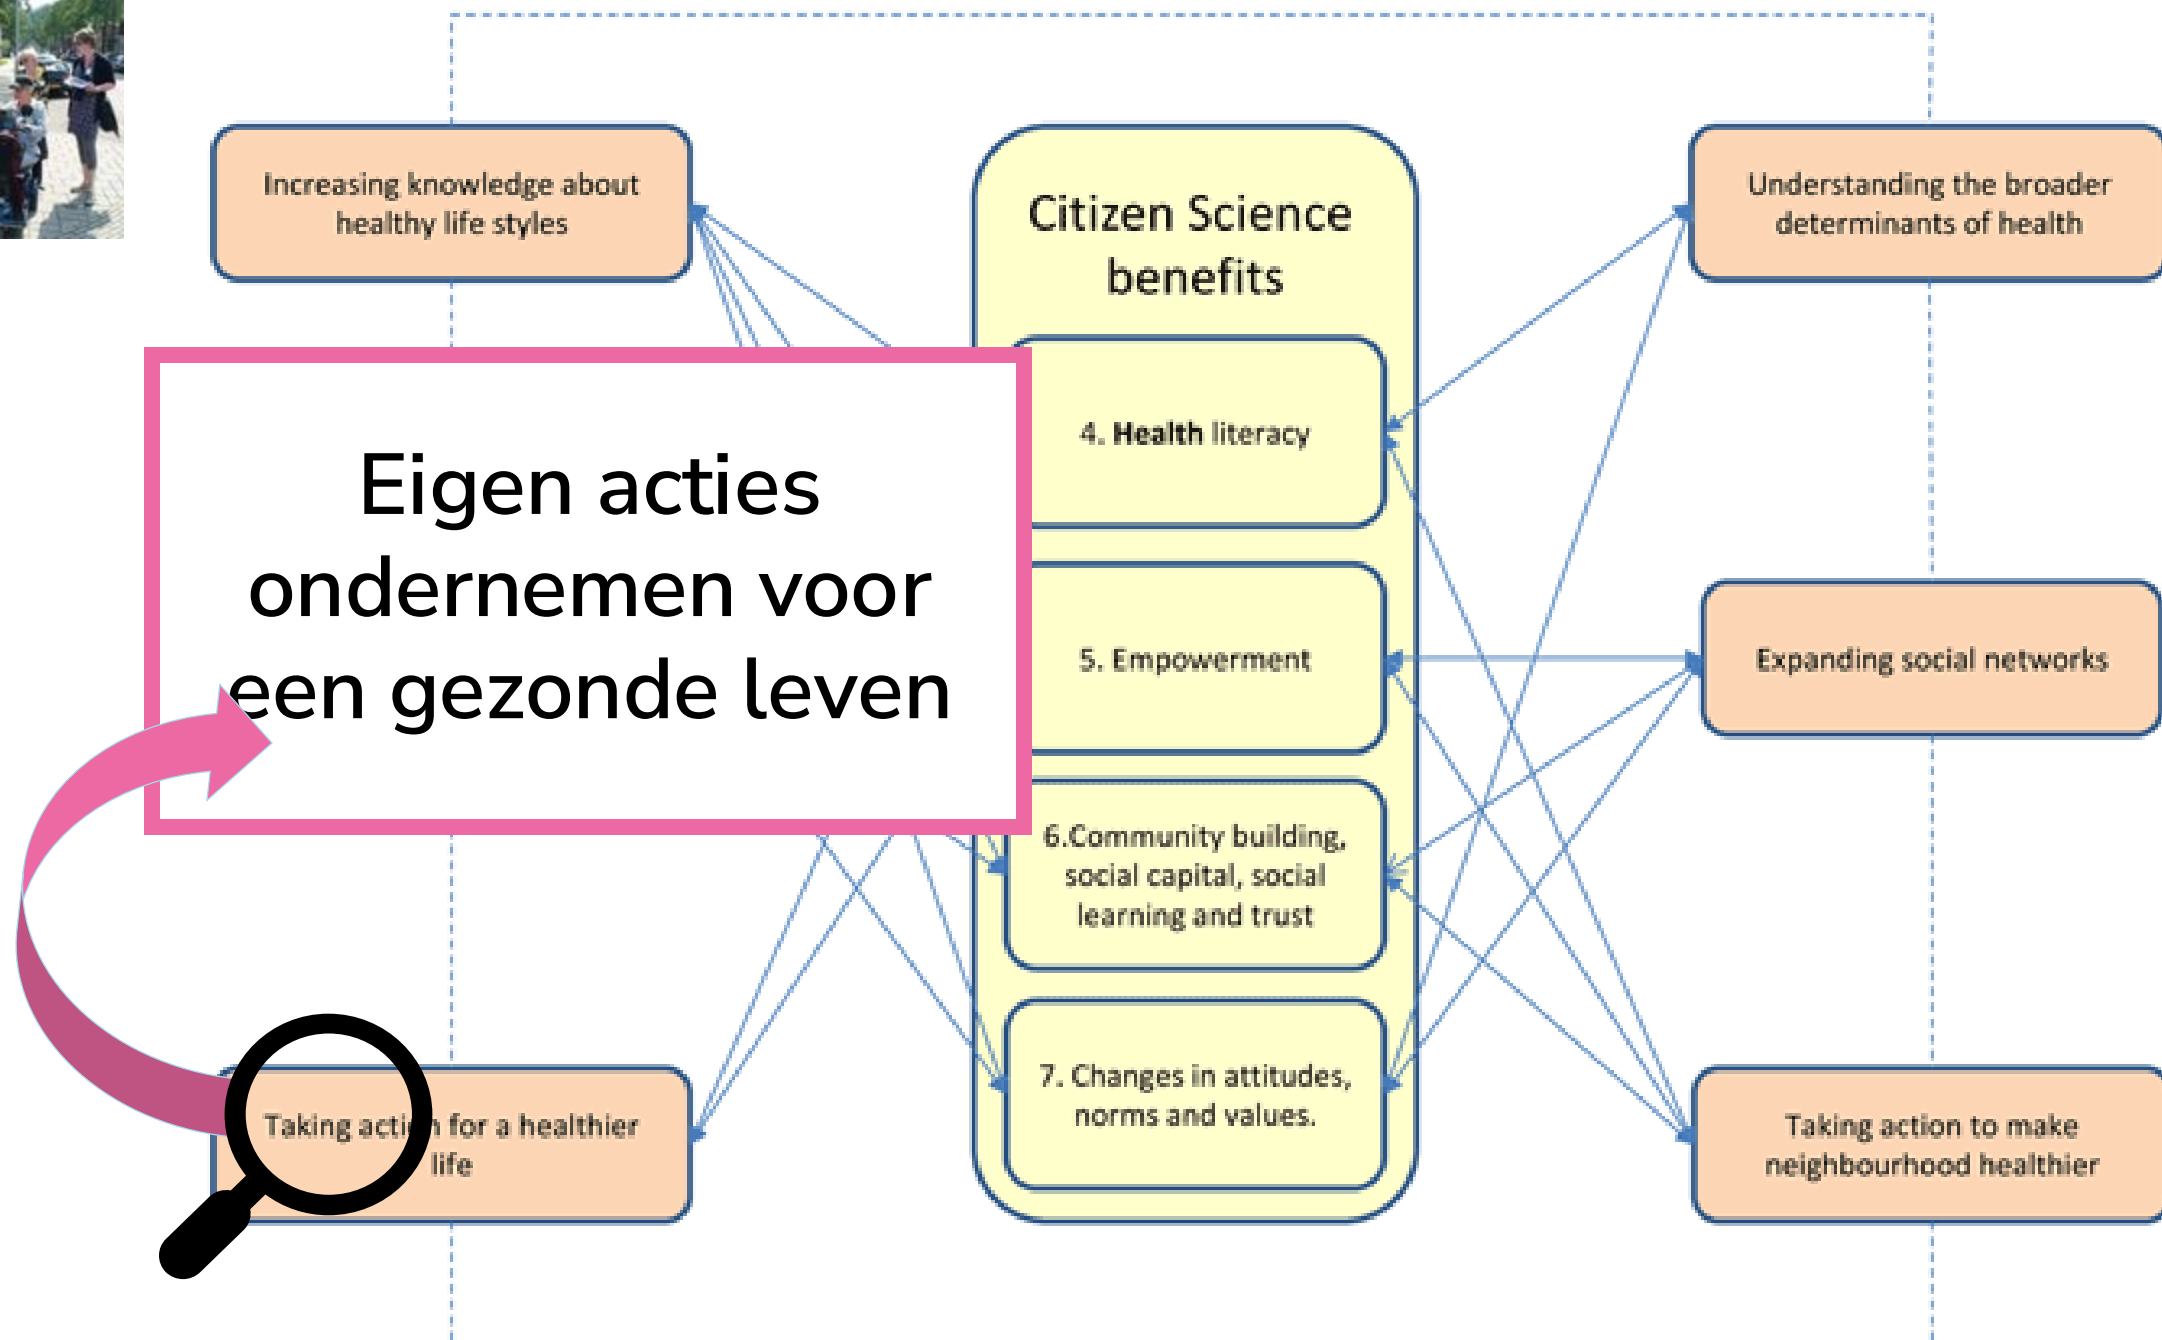 Increasing knowledge about
healthy life styles
Citizen Science
benefits
Understanding the broader
determinants of health
4. Health literacy
Eigen acties
ondernemen voor
een gezonde leven
5. Empowerment
Expanding social networks
6.Community building,
social capital, social
learning and trust
7. Changes in attitudes,
norms and values.
Taking action for a healthier
life
Taking action to make
neighbourhood healthier